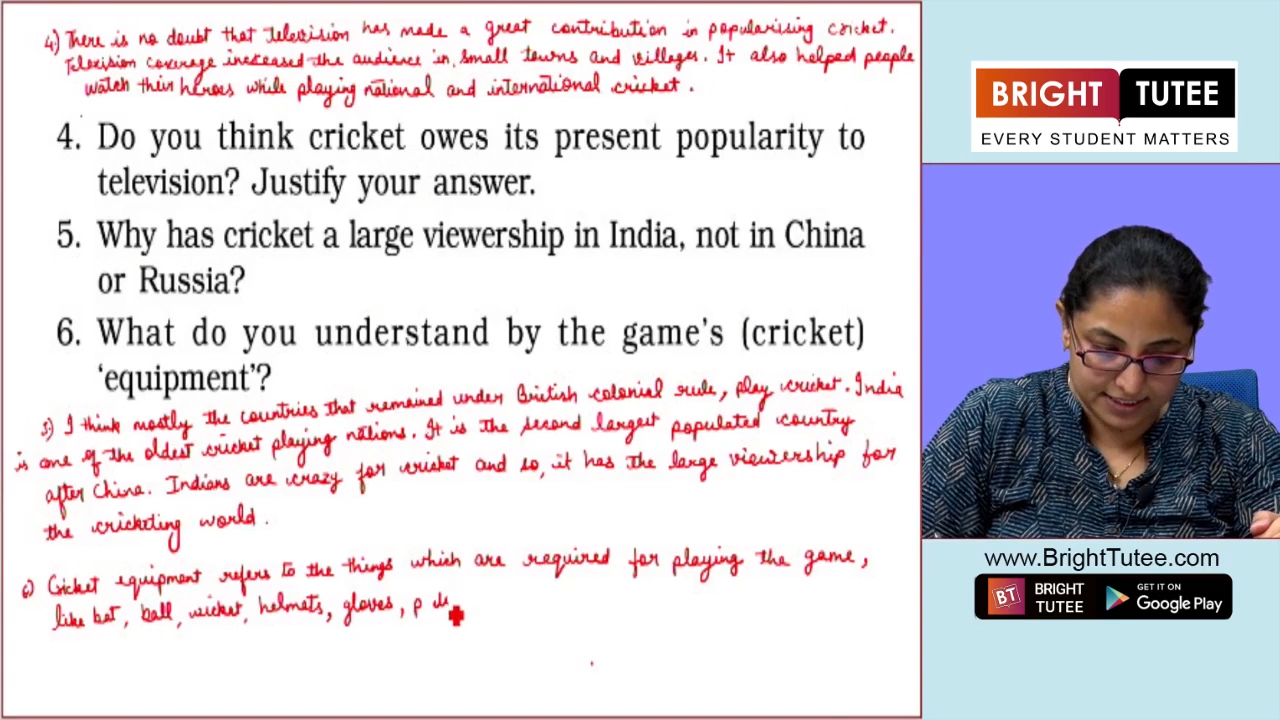 4) There is no doubt that Television has made a great contribution in popularising cricket.
Television coverage increased the audience in small towns and villages. It also helped people
watch their heroes while playing national and international cricket.
4. Do you think cricket owes its present popularity to
television? Justify your answer.
5. Why has cricket a large viewership in India, not in China
or Russia?
6. What do you understand by the game's (cricket)
'equipment'?
5) I think mostly the countries that remained under British colonial rule, play cricket. India
is one of the oldest cricket playing nations. It is the second largest populated country
after China. Indians are crazy for cricket and so, it has the large viewership for
the cricketing world.
6) Cricket equipment refers to the things which are required for playing the game,
like bat, ball, wicket, helmets, gloves, p
BRIGHT TUTEE
EVERY STUDENT MATTERS
www.BrightTutee.com
BT BRIGHT TUTEE
GET IT ON
Google Play